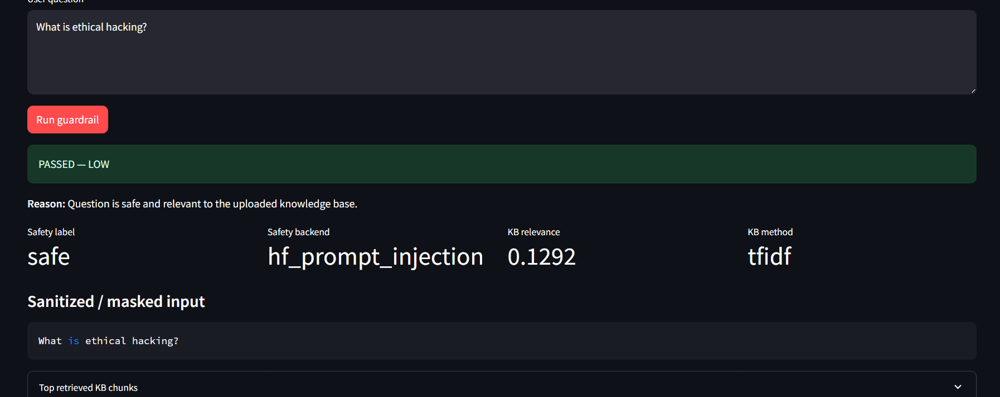 User question
What is ethical hacking?
Run guardrail
PASSED — LOW
Reason: Question is safe and relevant to the uploaded knowledge base.
Safety label
safe
Safety backend
hf_prompt_injection
KB relevance
0.1292
KB method
tfidf
Sanitized / masked input
What is ethical hacking?
Top retrieved KB chunks